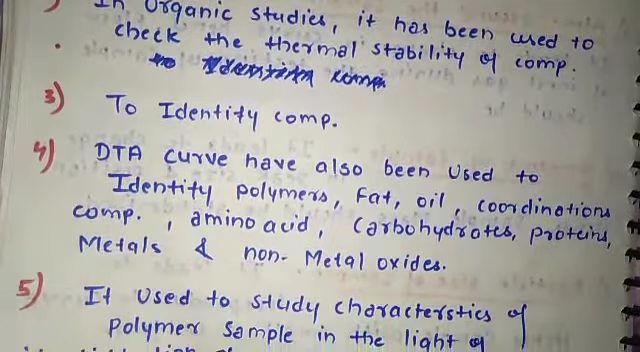 In Organic studies, it has been used to
check the thermal stability of comp.
3) To Identity comp.
4) DTA curve have also been used to
Identity polymers, Fat, oil, coordinations
comp., amino acid, Carbohydrates, proteins,
Metals & non-Metal oxides.
5) It used to study characterstics of
polymer sample in the light of